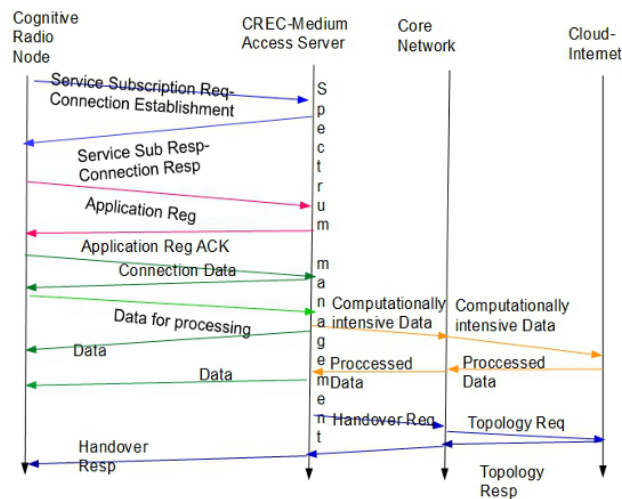 Cognitive
Radio
Node
CREC-Medium
Access Server
Core
Network
Cloud-
Internet
Service Subscription Req-
Connection Establishment
Service Sub Resp-
Connection Resp
Application Reg
Application Reg ACK
Connection Data
Data for processing
Computationally
intensive Data
Computationally
intensive Data
Data
Proccessed
Data
Proccessed
Data
Data
Handover Req
Topology Req
Handover
Resp
Topology
Resp
Spectrum management